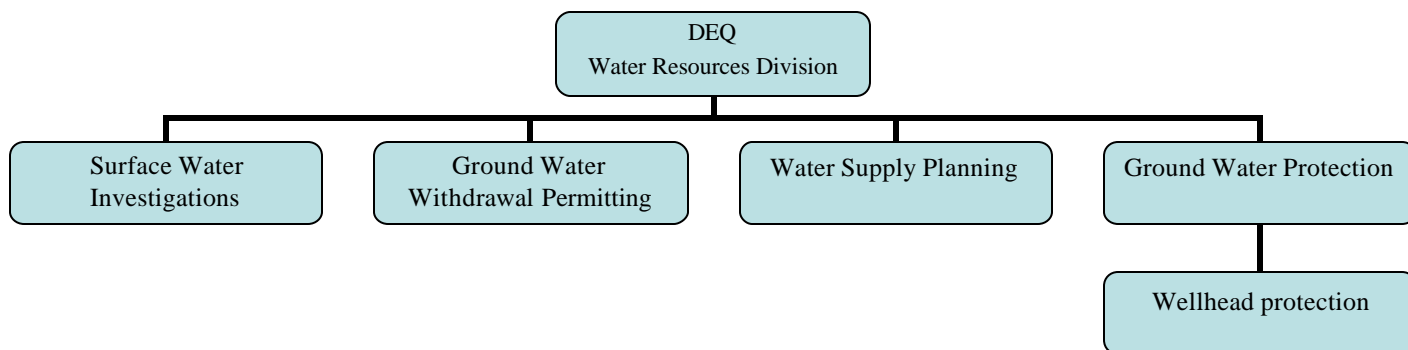 DEQ
Water Resources Division
Surface Water
Investigations
Ground Water
Withdrawal Permitting
Water Supply Planning
Ground Water Protection
Wellhead protection